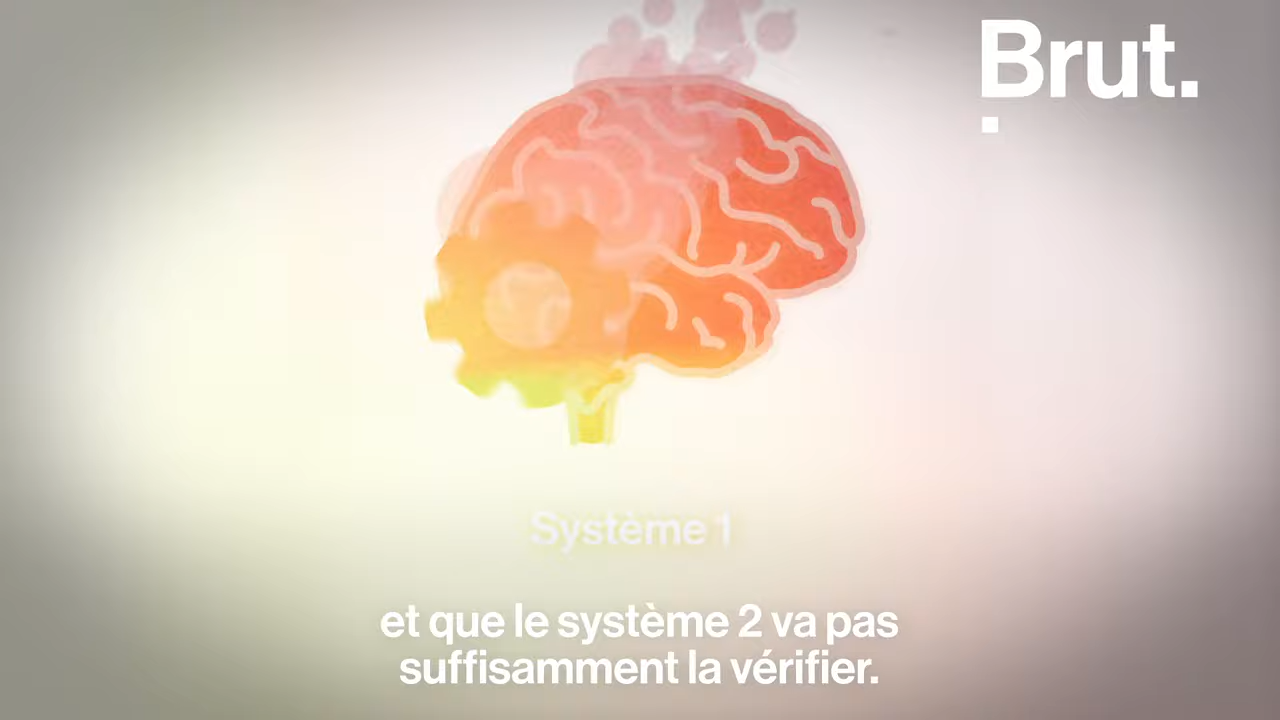 Brut.
Système 1
et que le système 2 va pas
suffisamment la vérifier.